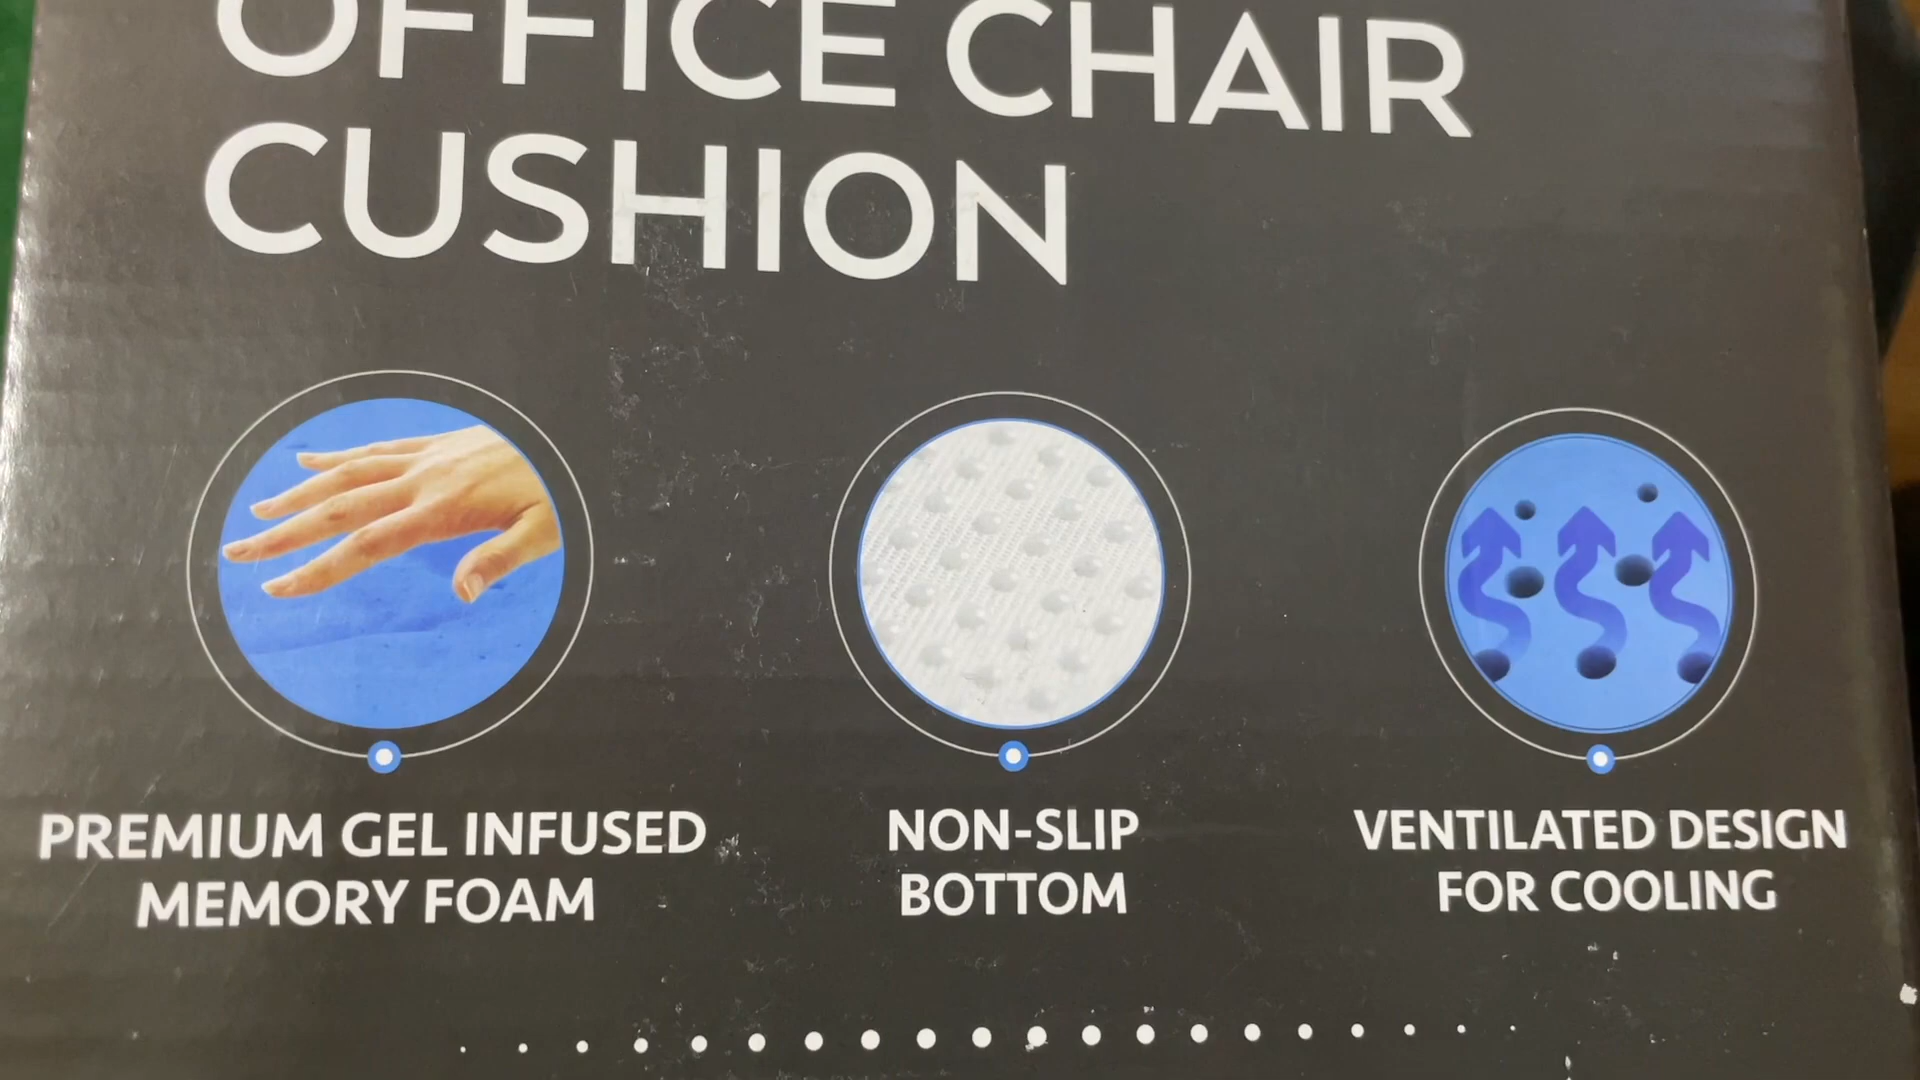 OFFICE CHAIR
CUSHION
PREMIUM GEL INFUSED
MEMORY FOAM
NON-SLIP
BOTTOM
VENTILATED DESIGN
FOR COOLING